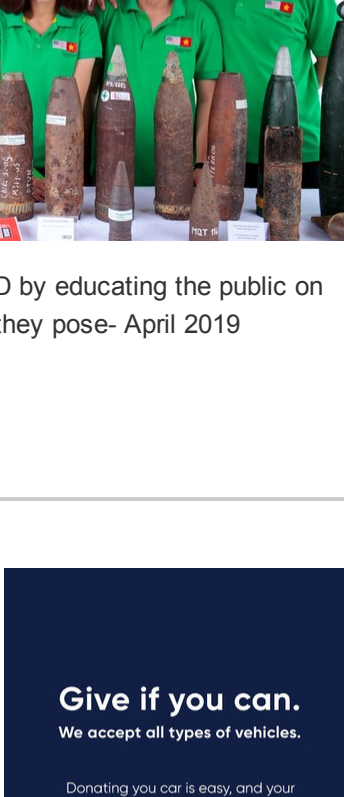 MQT
D by educating the public on
they pose- April 2019
Give if you can.
We accept all types of vehicles.
Donating you car is easy, and your